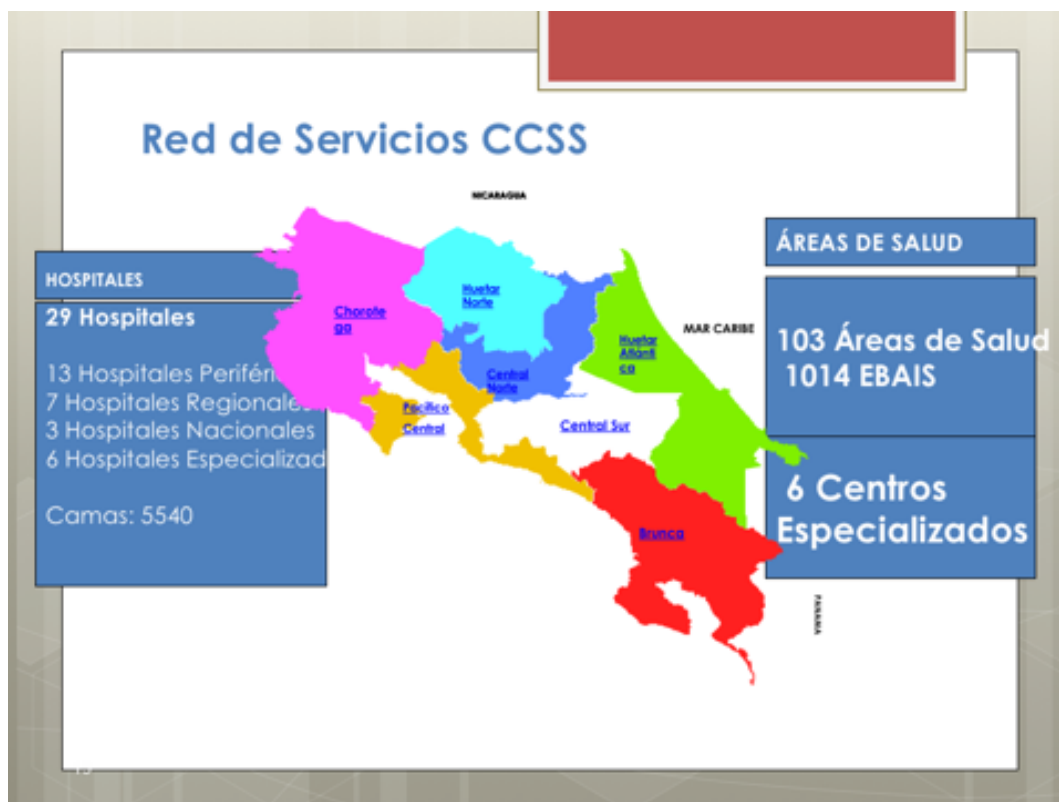 Red de Servicios CCSS
NICARAGUA
HOSPITALES
29 Hospitales
13 Hospitales Periféri
7 Hospitales Regionales
3 Hospitales Nacionales
6 Hospitales Especializad
Camas: 5540
Chorote
ga
Huetar
Norte
Central
Norte
Huetar
Atlánti
ca
MAR CARIBE
Pacífico
Central
Central Sur
Brunca
PANAMA
ÁREAS DE SALUD
103 Áreas de Salud
1014 EBAIS
6 Centros
Especializados